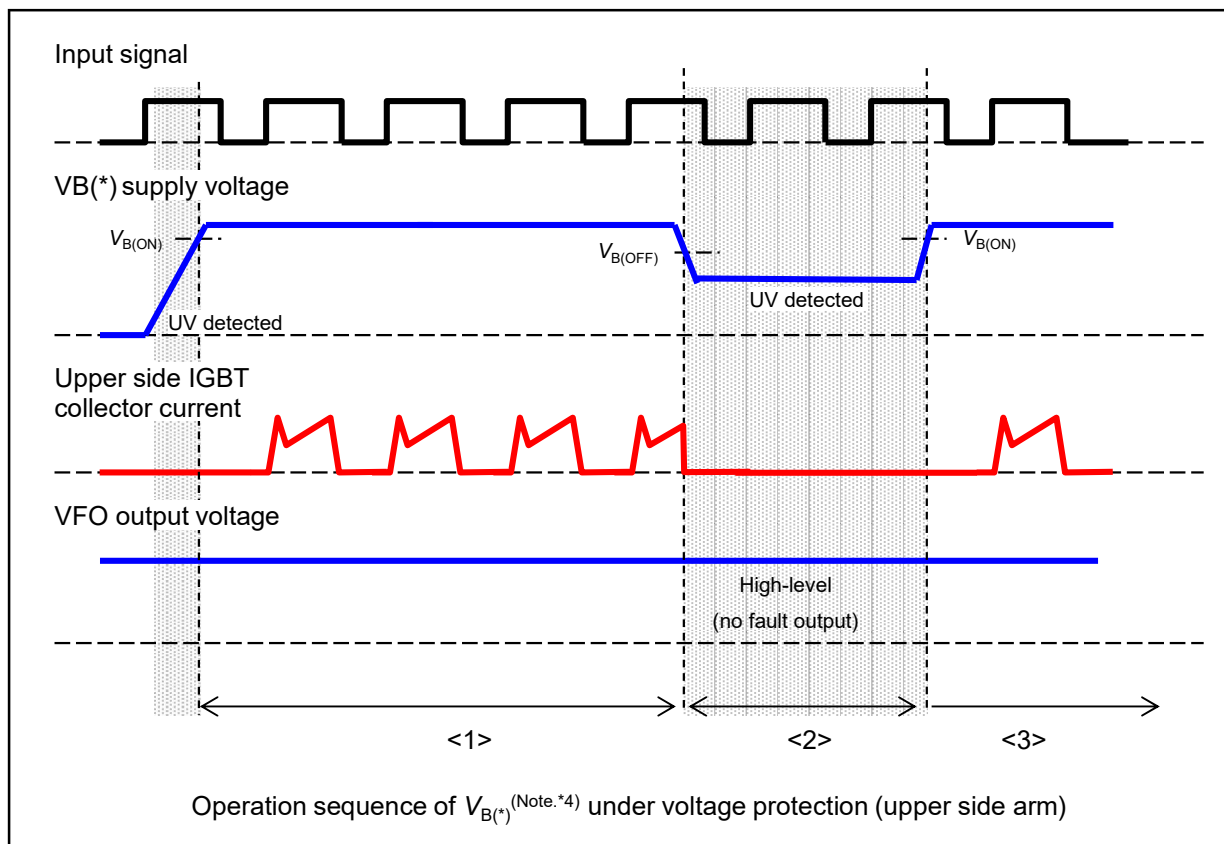 Input signal
VB(*) supply voltage
VB(ON)
VB(OFF)
VB(ON)
UV detected
UV detected
Upper side IGBT
collector current
VFO output voltage
High-level
(no fault output)
<1>
<2>
<3>
Operation sequence of VB(*)(Note.*4) under voltage protection (upper side arm)